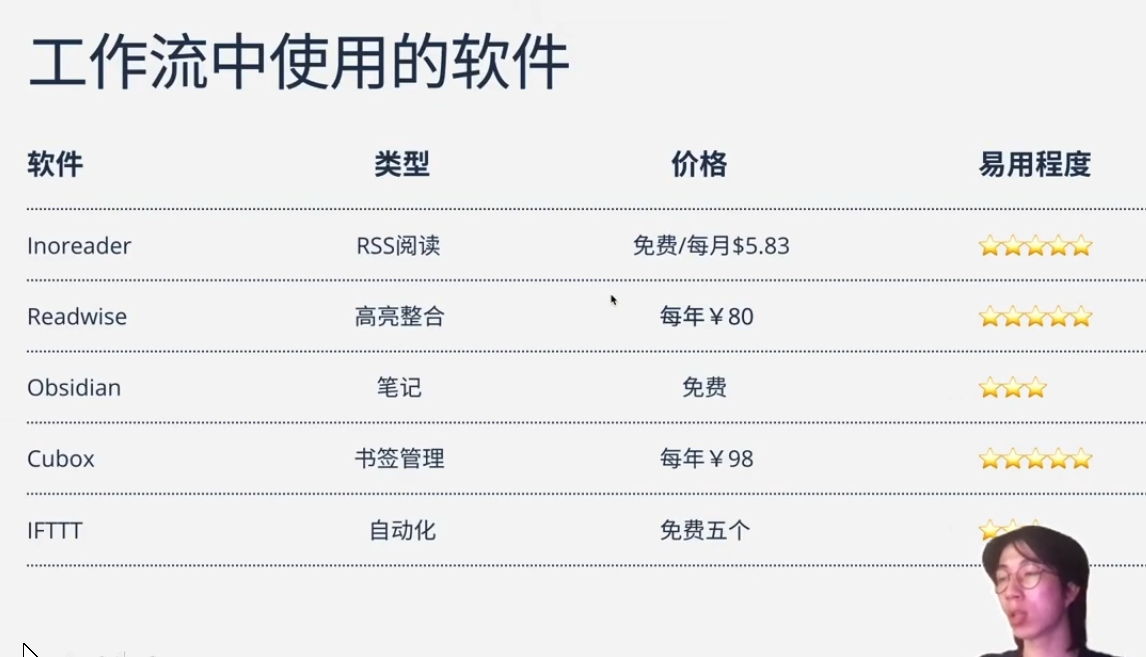 工作流中使用的软件
软件 类型 价格 易用程度
Inoreader RSS阅读 免费/每月$5.83 ⭐⭐⭐⭐⭐
Readwise 高亮整合 每年￥80 ⭐⭐⭐⭐⭐
Obsidian 笔记 免费 ⭐⭐⭐
Cubox 书签管理 每年￥98 ⭐⭐⭐⭐⭐
IFTTT 自动化 免费五个